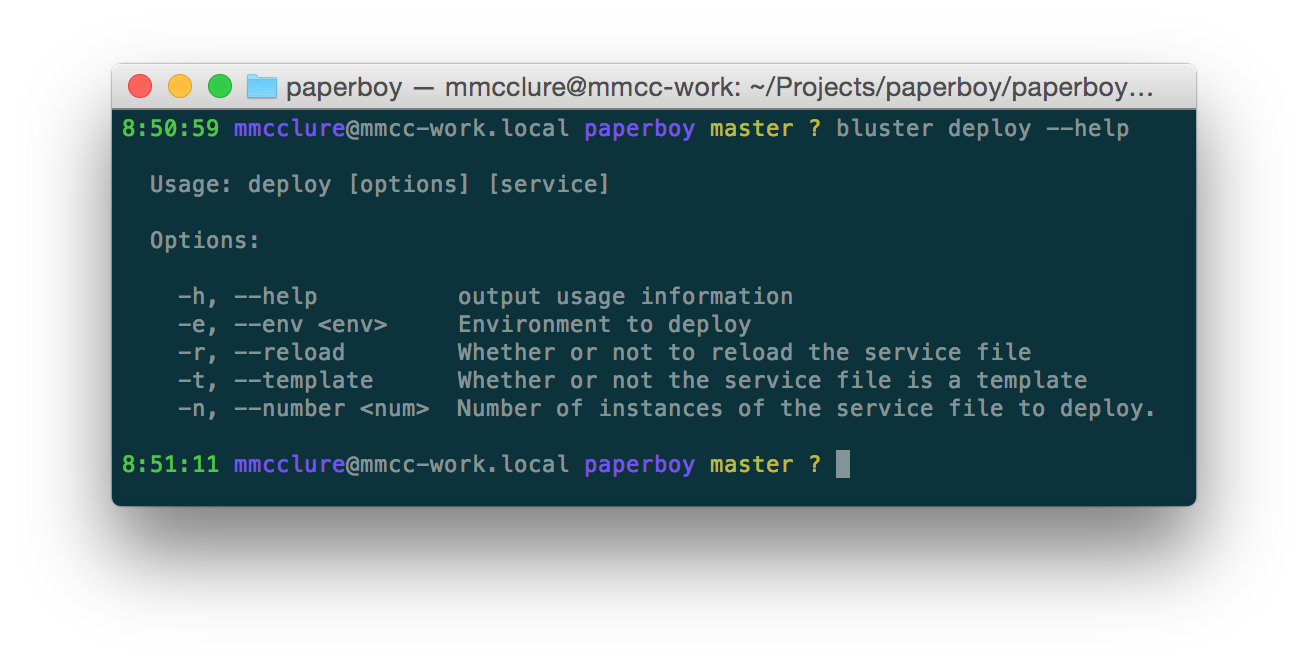 paperboy — mmcclure@mmcc-work: ~/Projects/paperboy/paperboy…
8:50:59 mmcclure@mmcc-work.local paperboy master ? bluster deploy --help
Usage: deploy [options] [service]
Options:
-h, --help output usage information
-e, --env <env> Environment to deploy
-r, --reload Whether or not to reload the service file
-t, --template Whether or not the service file is a template
-n, --number <num> Number of instances of the service file to deploy.
8:51:11 mmcclure@mmcc-work.local paperboy master ?